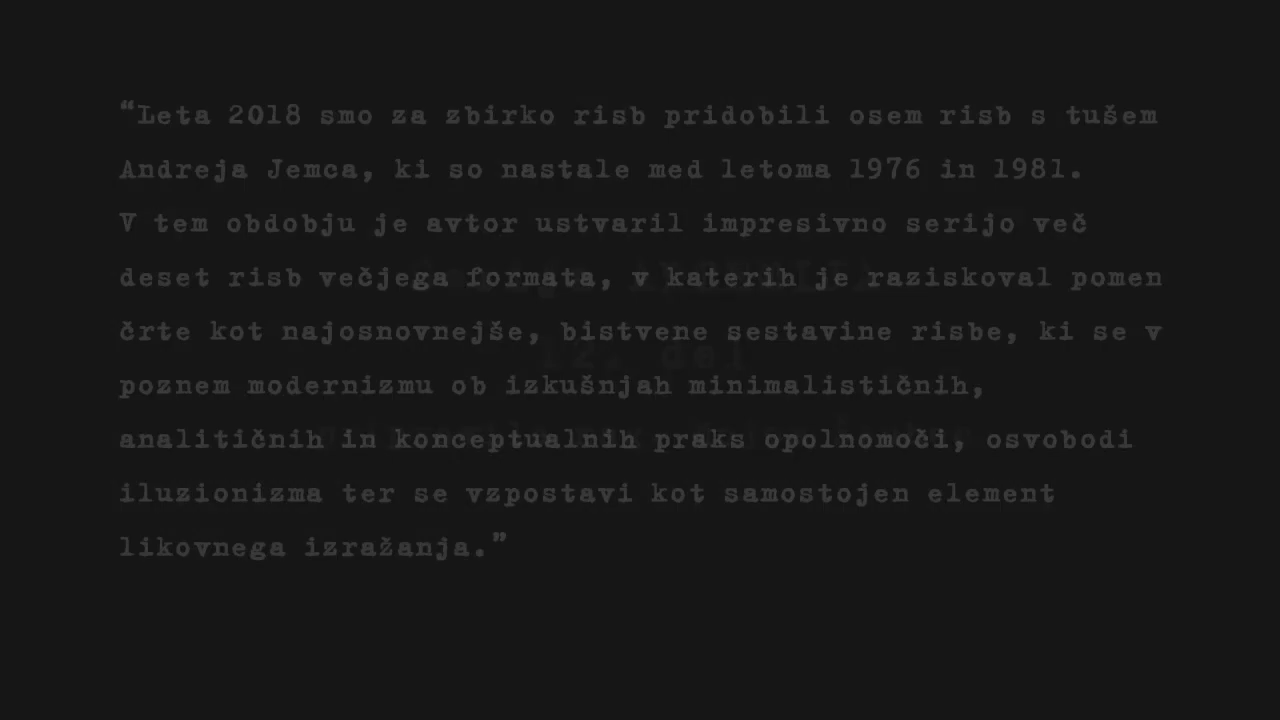 “Leta 2018 smo za zbirko risb pridobili osem risb s tušem
Andreja Jemca, ki so nastale med letoma 1976 in 1981.
V tem obdobju je avtor ustvaril impresivno serijo več
deset risb večjega formata, v katerih je raziskoval pomen
črte kot najosnovnejše, bistvene sestavine risbe, ki se v
poznem modernizmu ob izkušnjah minimalističnih,
analitičnih in konceptualnih praks opolnomoči, osvobodi
iluzionizma ter se vzpostavi kot samostojen element
likovnega izražanja.”
12. del